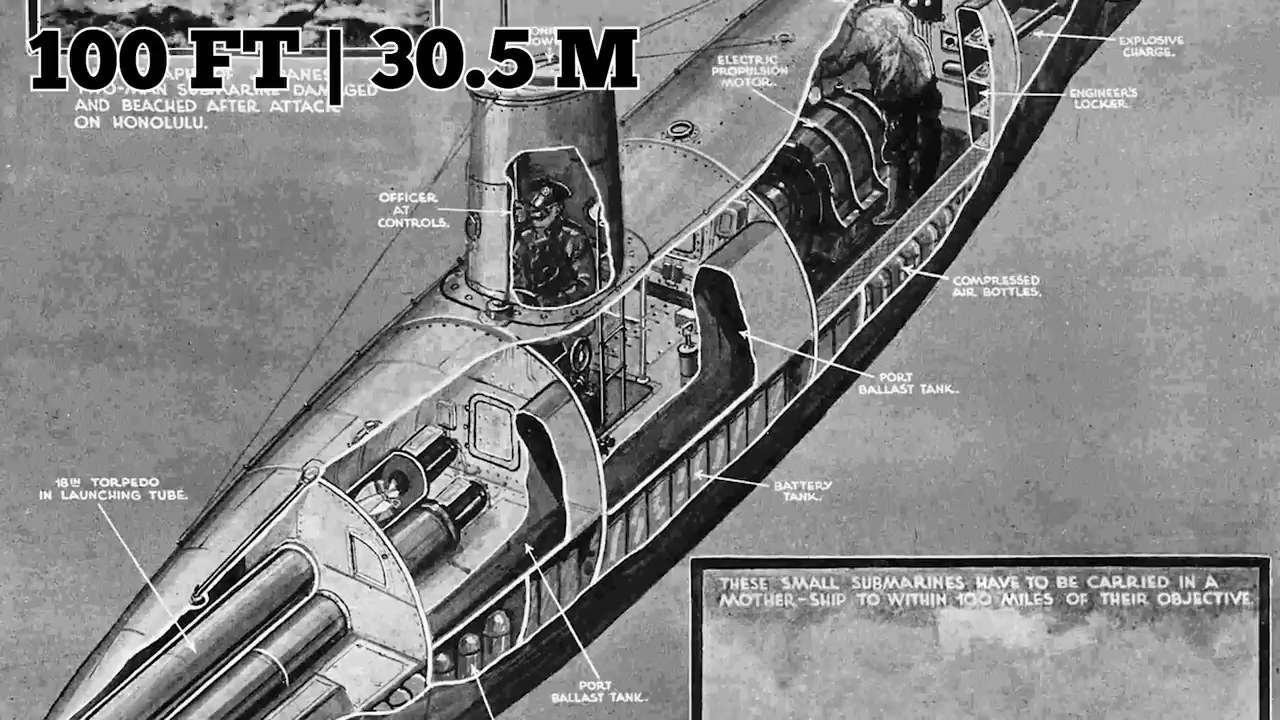 100 FT | 30.5 M
AND BEACHED AFTER ATTACK
ON HONOLULU.
ELECTRIC
PROPULSION
MOTOR.
EXPLOSIVE
CHARGE.
ENGINEER'S
LOCKER.
OFFICER
AT
CONTROLS.
COMPRESSED
AIR BOTTLES.
PORT
BALLAST TANK.
18IN TORPEDO
IN LAUNCHING TUBE.
BATTERY
TANK.
THESE SMALL SUBMARINES HAVE TO BE CARRIED IN A
MOTHER-SHIP TO WITHIN 100 MILES OF THEIR OBJECTIVE.
PORT
BALLAST TANK.